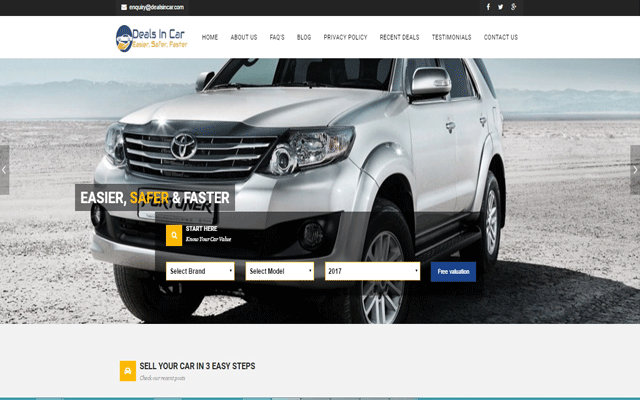 enquiry@dealsincar.com
Deals In Car
Easier, Safer, Faster
HOME ABOUT US FAQ'S BLOG PRIVACY POLICY RECENT DEALS TESTIMONIALS CONTACT US
EASIER, SAFER & FASTER
FORTUNER
START HERE
Know Your Car Value
Select Brand Select Model 2017 Free valuation
SELL YOUR CAR IN 3 EASY STEPS
Check our recent posts